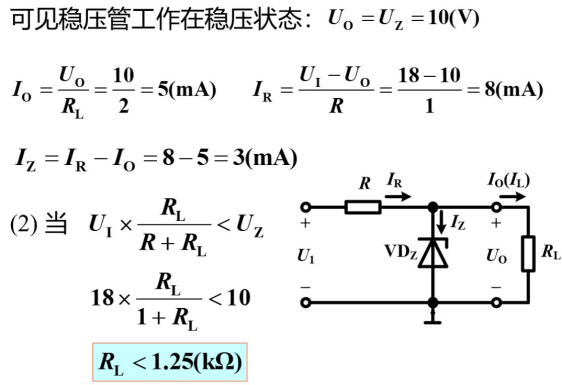 可见稳压管工作在稳压状态：U_O = U_Z = 10(V)
I_O = U_O / R_L = 10 / 2 = 5(mA) I_R = (U_I − U_O) / R = (18 − 10) / 1 = 8(mA)
I_Z = I_R − I_O = 8 − 5 = 3(mA)
(2) 当 U_I × R_L / (R + R_L) < U_Z
18 × R_L / (1 + R_L) < 10
R_L < 1.25(kΩ)
R I_R I_O(I_L)
+ I_Z +
U_I VD_Z U_O R_L
− −